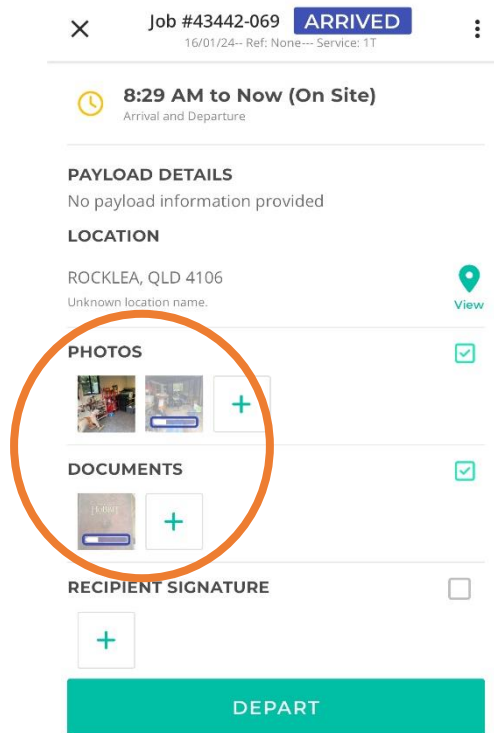 Job #43442-069 ARRIVED
16/01/24-- Ref: None--- Service: 1T
8:29 AM to Now (On Site)
Arrival and Departure
PAYLOAD DETAILS
No payload information provided
LOCATION
ROCKLEA, QLD 4106
Unknown location name.
View
PHOTOS
DOCUMENTS
RECIPIENT SIGNATURE
DEPART